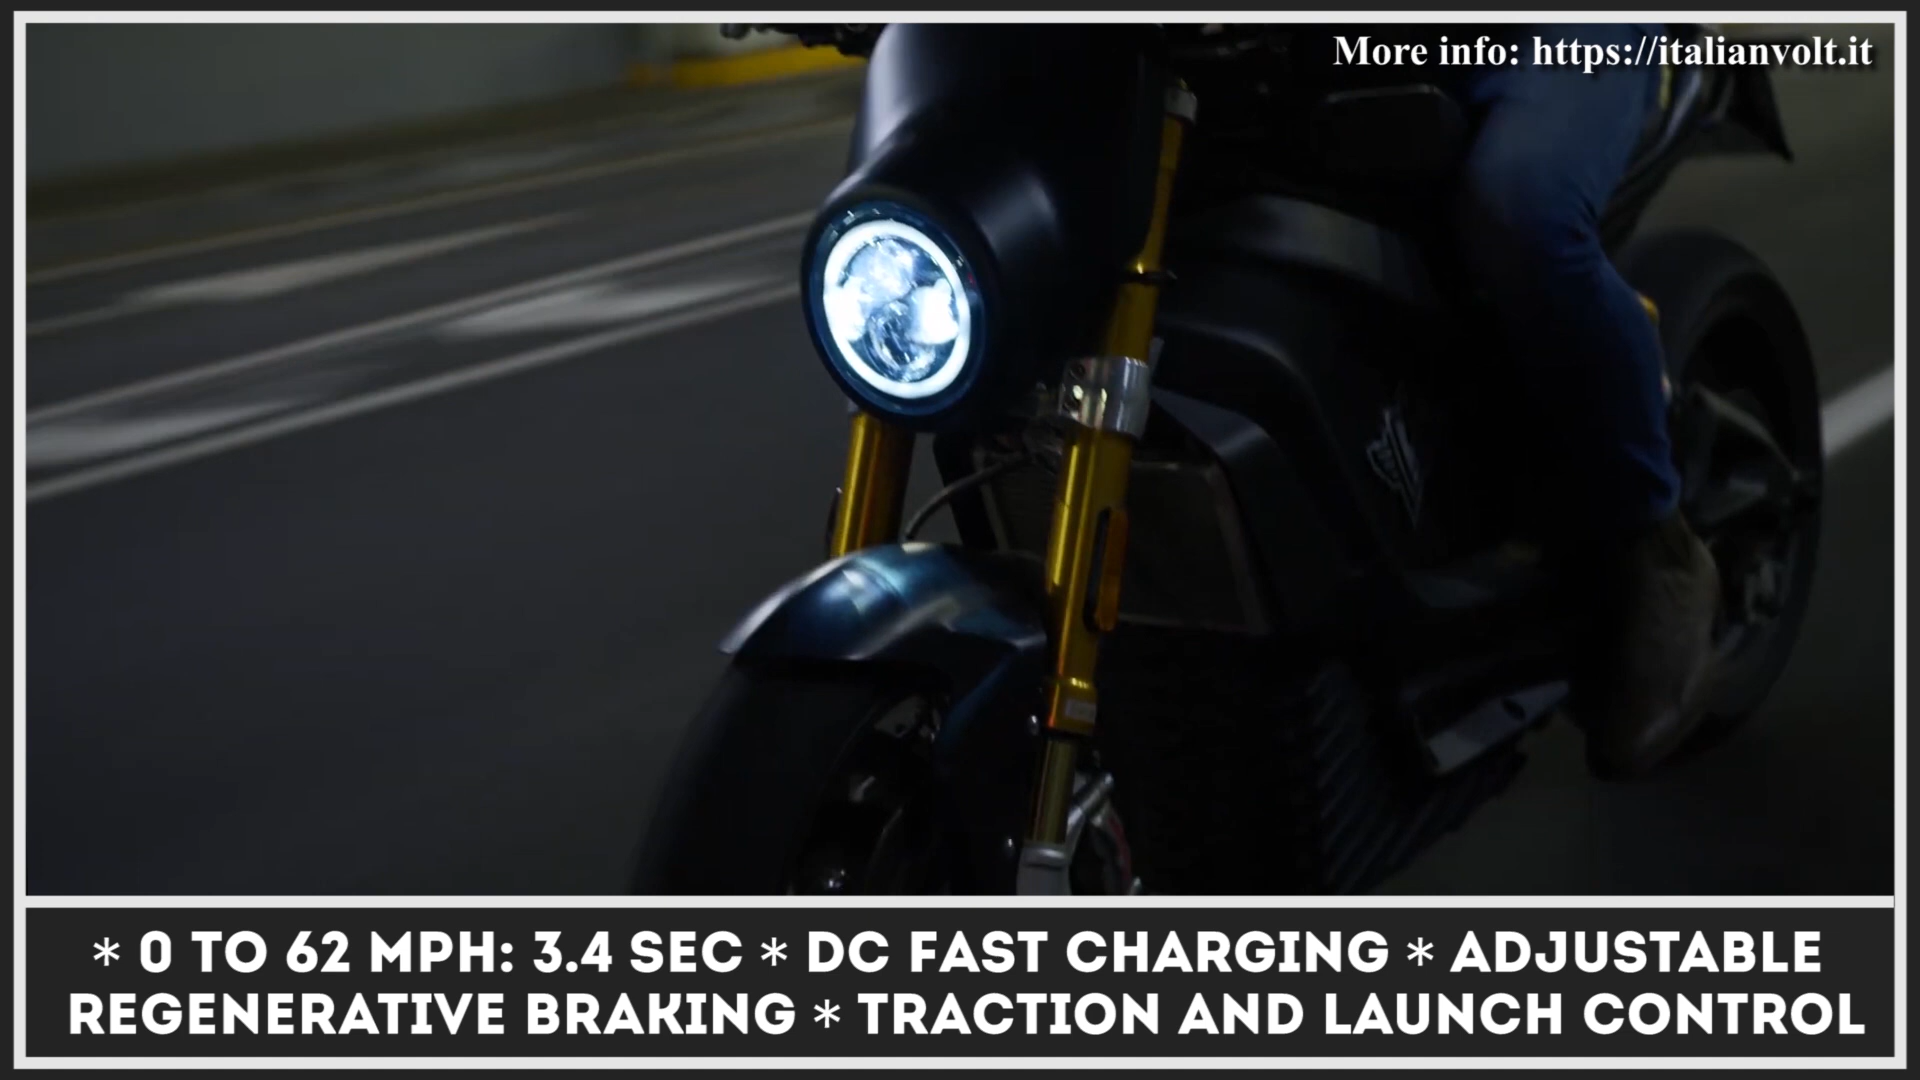 More info: https://italianvolt.it
* 0 TO 62 MPH: 3.4 SEC * DC FAST CHARGING * ADJUSTABLE
REGENERATIVE BRAKING * TRACTION AND LAUNCH CONTROL